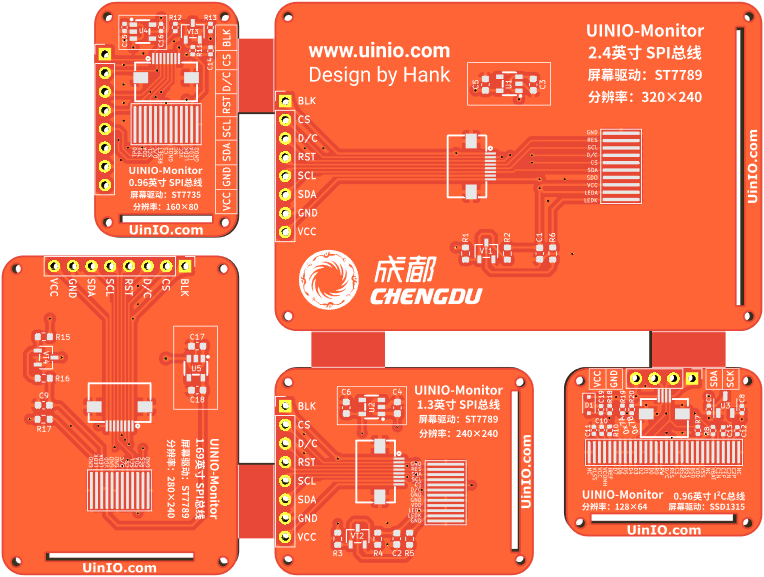 C15
U4
C16
R12
VT3
R13
R11
C14
BLK
CS
D/C
RST
SCL
SDA
GND
VCC
UINIO-Monitor
0.96英寸 SPI总线
屏幕驱动：ST7735
分辨率：160×80
UinIO.com
www.uinio.com
Design by Hank
UINIO-Monitor
2.4英寸 SPI总线
屏幕驱动：ST7789
分辨率：320×240
U1
BLK
CS
D/C
RST
SCL
SDA
GND
VCC
GND
RES
SCL
D/C
CS
SDA
SDO
VCC
LEDA
LEDK
R1
VT1
R2
C1
R6
成都
CHENGDU
UinIO.com
VCC
GND
SDA
SCL
RST
D/C
CS
BLK
R15
VT4
R16
C9
R17
C17
U5
C18
UINIO-Monitor
1.69英寸 SPI总线
屏幕驱动：ST7789
分辨率：280×240
UinIO.com
C6
U2
C4
UINIO-Monitor
1.3英寸 SPI总线
屏幕驱动：ST7789
分辨率：240×240
BLK
CS
D/C
RST
SCL
SDA
GND
VCC
R3
VT2
R4
C2
R5
UinIO.com
VCC
GND
SDA
SCK
D1
U3
UINIO-Monitor
0.96英寸 I²C总线
分辨率：128×64
屏幕驱动：SSD1315
UinIO.com